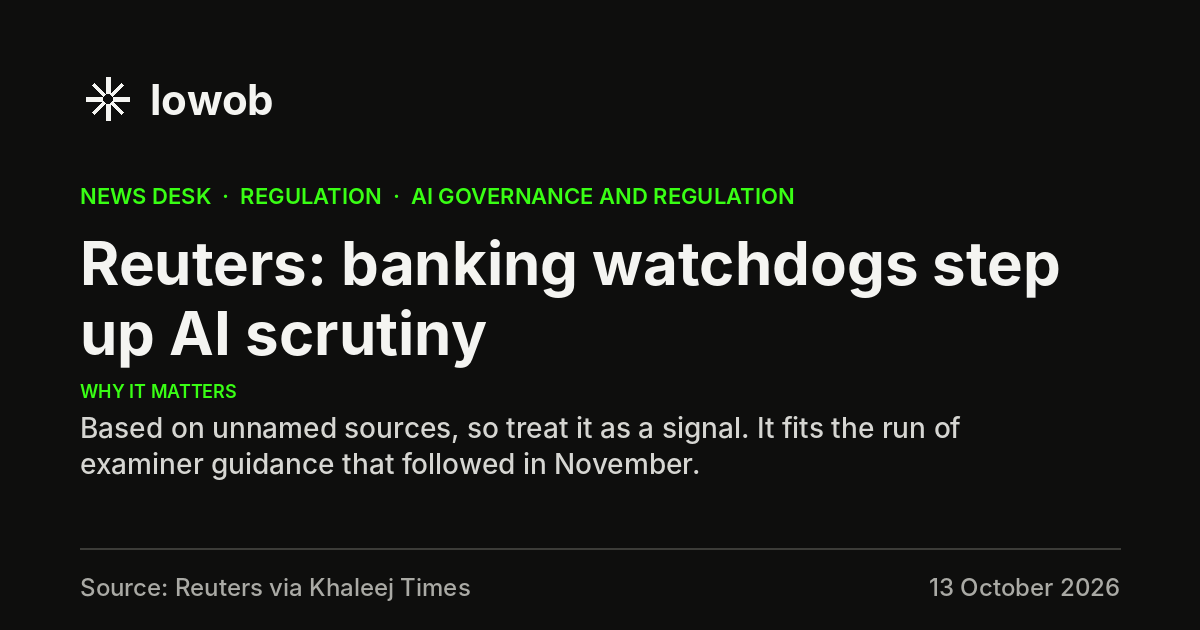 lowob
NEWS DESK · REGULATION · AI GOVERNANCE AND REGULATION
Reuters: banking watchdogs step
up AI scrutiny
WHY IT MATTERS
Based on unnamed sources, so treat it as a signal. It fits the run of
examiner guidance that followed in November.
Source: Reuters via Khaleej Times
13 October 2026